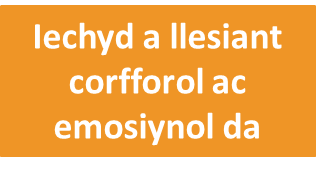 Iechyd a llesiant
corfforol ac
emosiynol da